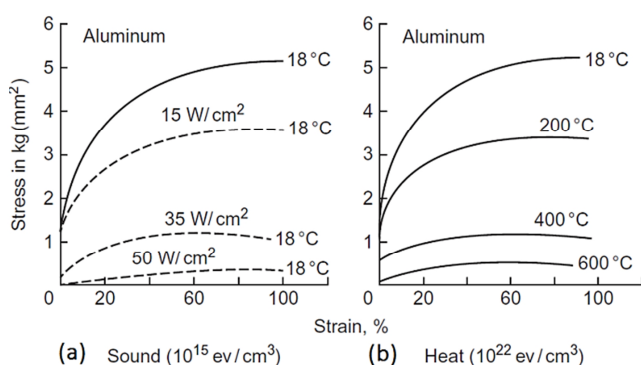 6
Aluminum
18 °C
5
4
15 W/cm²
3
18 °C
2
35 W/cm²
1
18 °C
50 W/cm²
18 °C
0
20
60
100
Stress in kg (mm²)
(a) Sound (10¹⁵ ev/cm³)
6
Aluminum
18 °C
5
4
200 °C
3
2
400 °C
1
600 °C
0
20
60
100
Strain, %
(b) Heat (10²² ev/cm³)